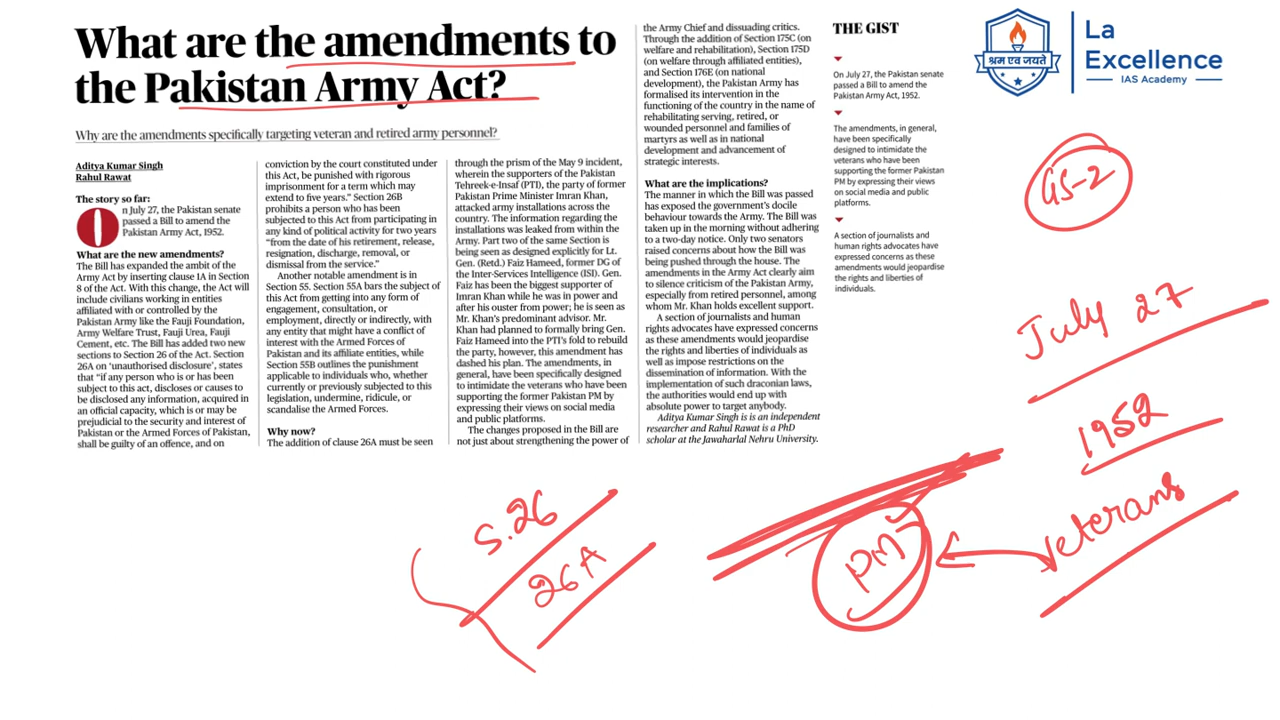 What are the amendments to
the Pakistan Army Act?
Why are the amendments specifically targeting veteran and retired army personnel?
Aditya Kumar Singh
Rahul Rawat
The story so far:
On July 27, the Pakistan senate
passed a Bill to amend the
Pakistan Army Act, 1952.
What are the new amendments?
The Bill has expanded the ambit of the
Army Act by inserting clause IA in Section
8 of the Act. With this change, the Act will
include civilians working in entities
affiliated with or controlled by the
Pakistan Army like the Fauji Foundation,
Army Welfare Trust, Fauji Urea, Fauji
Cement, etc. The Bill has added two new
sections to Section 26 of the Act. Section
26A on ‘unauthorised disclosure’, states
that “if any person who is or has been
subject to this act, discloses or causes to
be disclosed any information, acquired in
an official capacity, which is or may be
prejudicial to the security and interest of
Pakistan or the Armed Forces of Pakistan,
shall be guilty of an offence, and on
conviction by the court constituted under
this Act, be punished with rigorous
imprisonment for a term which may
extend to five years.” Section 26B
prohibits a person who has been
subjected to this Act from participating in
any kind of political activity for two years
“from the date of his retirement, release,
resignation, discharge, removal, or
dismissal from the service.”
Another notable amendment is in
Section 55. Section 55A bars the subject of
this Act from getting into any form of
engagement, consultation, or
employment, directly or indirectly, with
any entity that might have a conflict of
interest with the Armed Forces of
Pakistan and its affiliate entities, while
Section 55B outlines the punishment
applicable to individuals who, whether
currently or previously subjected to this
legislation, undermine, ridicule, or
scandalise the Armed Forces.
Why now?
The addition of clause 26A must be seen
through the prism of the May 9 incident,
wherein the supporters of the Pakistan
Tehreek-e-Insaf (PTI), the party of former
Pakistan Prime Minister Imran Khan,
attacked army installations across the
country. The information regarding the
installations was leaked from within the
Army. Part two of the same Section is
being seen as designed explicitly for Lt.
Gen. (Retd.) Faiz Hameed, former DG of
the Inter-Services Intelligence (ISI). Gen.
Faiz has been the biggest supporter of
Imran Khan while he was in power and
after his ouster from power; he is seen as
Mr. Khan’s predominant advisor. Mr.
Khan had planned to formally bring Gen.
Faiz Hameed into the PTI’s fold to rebuild
the party, however, this amendment has
dashed his plan. The amendments, in
general, have been specifically designed
to intimidate the veterans who have been
supporting the former Pakistan PM by
expressing their views on social media
and public platforms.
The changes proposed in the Bill are
not just about strengthening the power of
the Army Chief and dissuading critics.
Through the addition of Section 175C (on
welfare and rehabilitation), Section 175D
(on welfare through affiliated entities),
and Section 176E (on national
development), the Pakistan Army has
formalised its intervention in the
functioning of the country in the name of
rehabilitating serving, retired, or
wounded personnel and families of
martyrs as well as in national
development and advancement of
strategic interests.
What are the implications?
The manner in which the Bill was passed
has exposed the government’s docile
behaviour towards the Army. The Bill was
taken up in the morning without adhering
to a two-day notice. Only two senators
raised concerns about how the Bill was
being pushed through the house. The
amendments in the Army Act clearly aim
to silence criticism of the Pakistan Army,
especially from retired personnel, among
whom Mr. Khan holds excellent support.
A section of journalists and human
rights advocates have expressed concerns
as these amendments would jeopardise
the rights and liberties of individuals as
well as impose restrictions on the
dissemination of information. With the
implementation of such draconian laws,
the authorities would end up with
absolute power to target anybody.
Aditya Kumar Singh is is an independent
researcher and Rahul Rawat is a PhD
scholar at the Jawaharlal Nehru University.
THE GIST
On July 27, the Pakistan senate
passed a Bill to amend the
Pakistan Army Act, 1952.
The amendments, in general,
have been specifically
designed to intimidate the
veterans who have been
supporting the former Pakistan
PM by expressing their views
on social media and public
platforms.
A section of journalists and
human rights advocates have
expressed concerns as these
amendments would jeopardise
the rights and liberties of
individuals.
श्रम एव जयते
La
Excellence
IAS Academy
GS-2
July 27
1952
Veterans
PM
S.26
26A